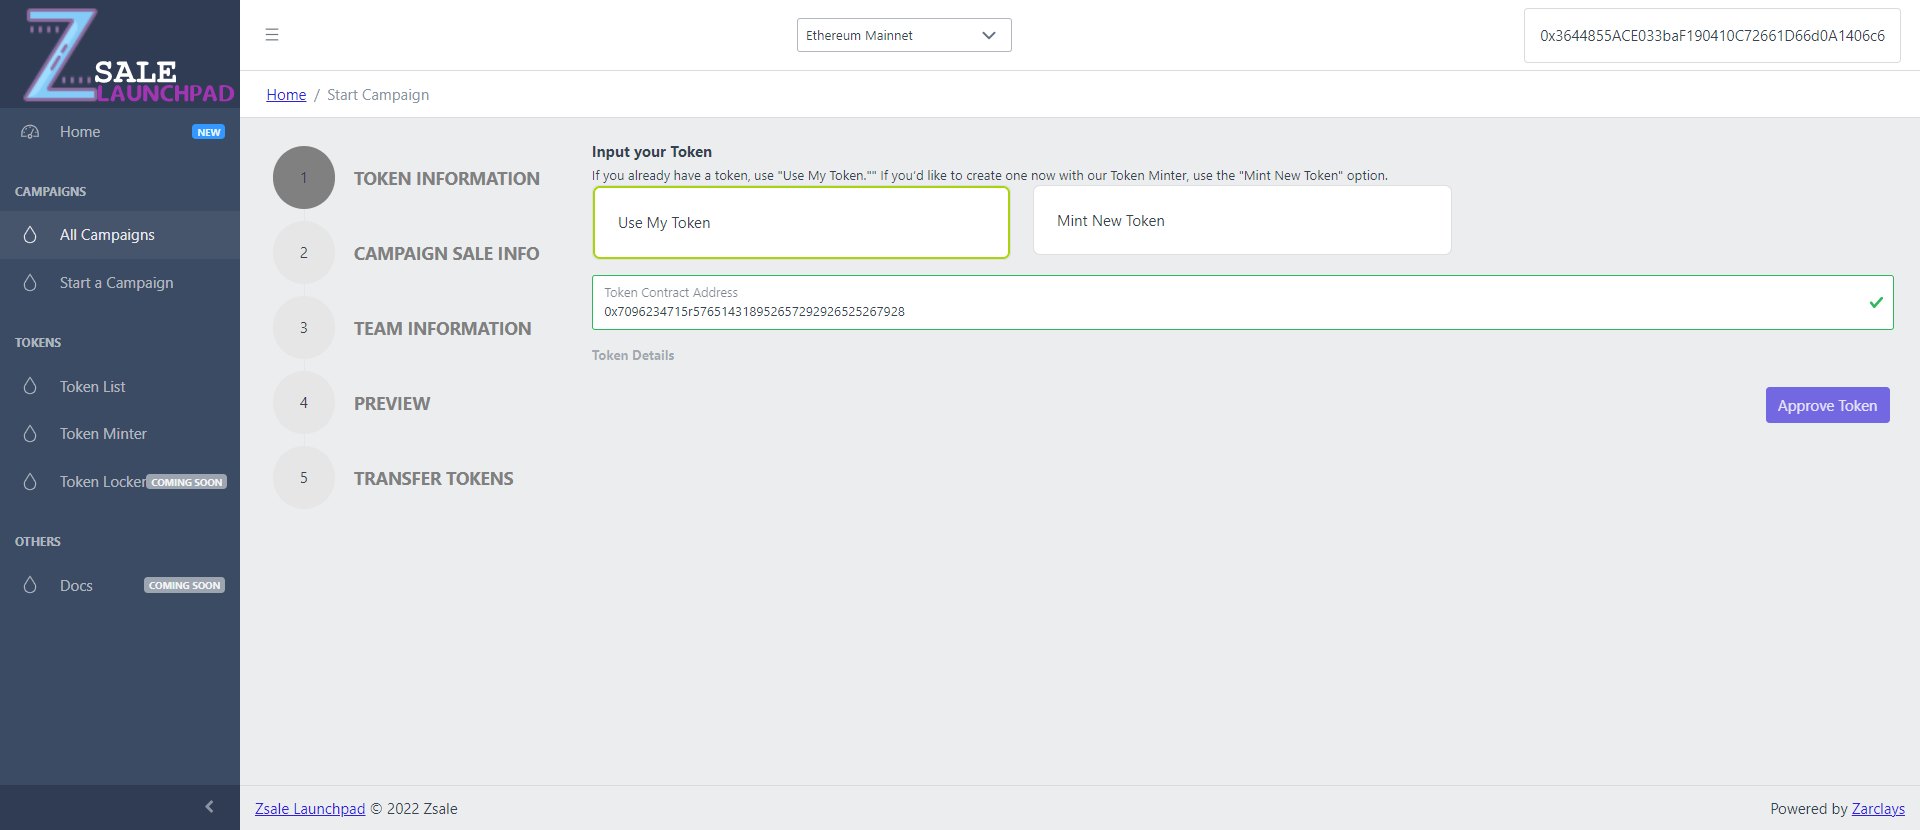 Z SALE
LAUNCHPAD
Ethereum Mainnet
0x3644855ACE033baF190410C72661D66d0A1406c6
Home / Start Campaign
Home NEW
CAMPAIGNS
All Campaigns
Start a Campaign
TOKENS
Token List
Token Minter
Token Locker COMING SOON
OTHERS
Docs COMING SOON
1 TOKEN INFORMATION
2 CAMPAIGN SALE INFO
3 TEAM INFORMATION
4 PREVIEW
5 TRANSFER TOKENS
Input your Token
If you already have a token, use "Use My Token."" If you'd like to create one now with our Token Minter, use the "Mint New Token" option.
Use My Token
Mint New Token
Token Contract Address
0x7096234715r576514318952657292926525267928
Token Details
Approve Token
Zsale Launchpad © 2022 Zsale
Powered by Zarclays